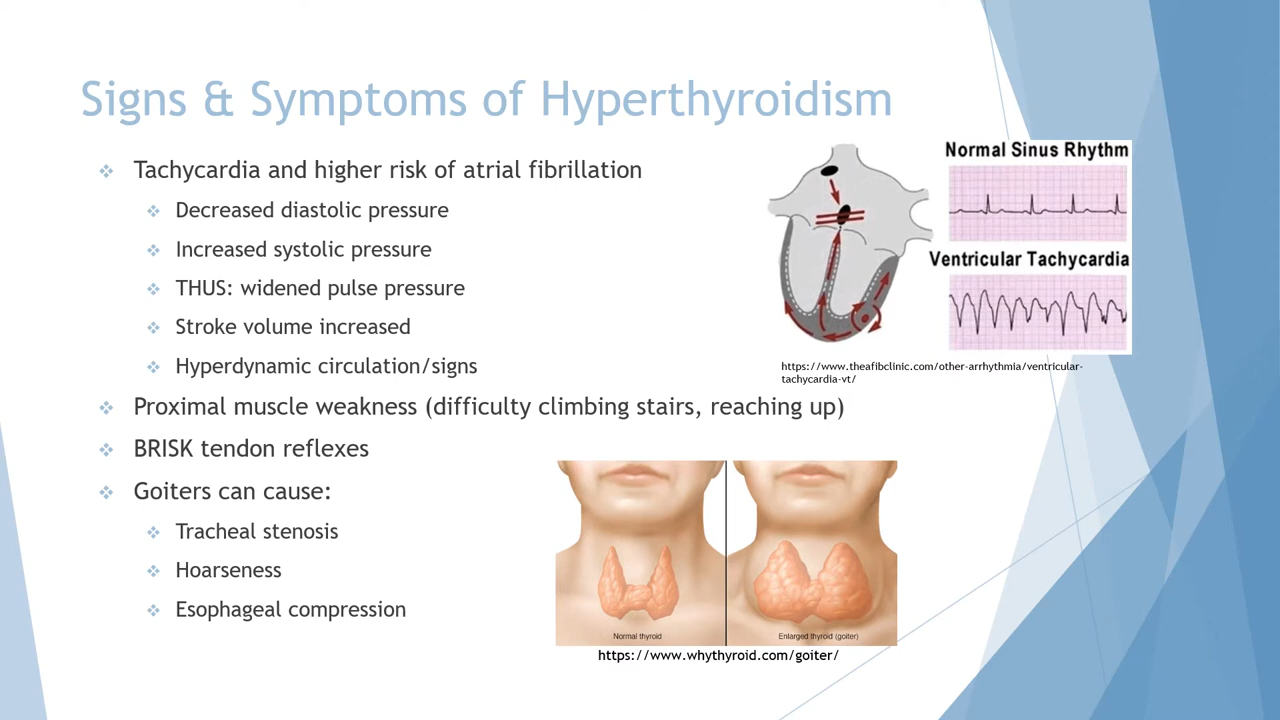 Signs & Symptoms of Hyperthyroidism
Tachycardia and higher risk of atrial fibrillation
Decreased diastolic pressure
Increased systolic pressure
THUS: widened pulse pressure
Stroke volume increased
Hyperdynamic circulation/signs
Proximal muscle weakness (difficulty climbing stairs, reaching up)
BRISK tendon reflexes
Goiters can cause:
Tracheal stenosis
Hoarseness
Esophageal compression
Normal Sinus Rhythm
Ventricular Tachycardia
https://www.theafibclinic.com/other-arrhythmia/ventricular-
tachycardia-vt/
Normal thyroid
Enlarged thyroid (goiter)
https://www.whythyroid.com/goiter/